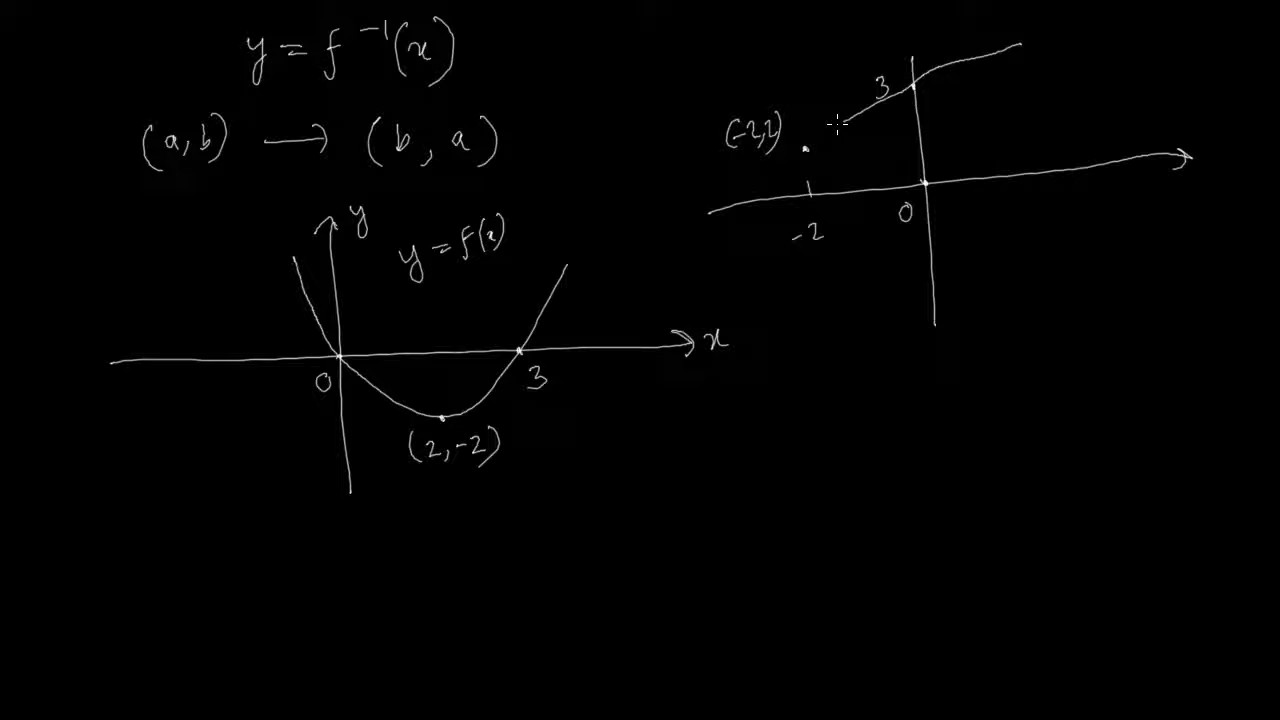 y = f⁻¹(x)
(a, b) → (b, a)
y
y = f(x)
x
0
3
(2, -2)
3
(-2, 2)
-2
0